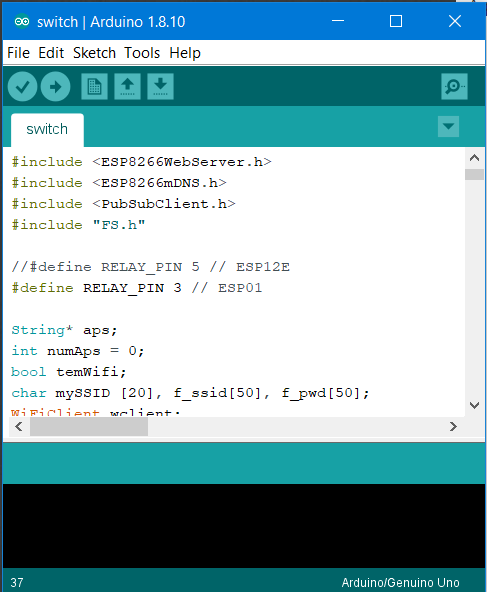 switch | Arduino 1.8.10
File Edit Sketch Tools Help
switch
#include <ESP8266WebServer.h>
#include <ESP8266mDNS.h>
#include <PubSubClient.h>
#include "FS.h"
//#define RELAY_PIN 5 // ESP12E
#define RELAY_PIN 3 // ESP01
String* aps;
int numAps = 0;
bool temWifi;
char mySSID [20], f_ssid[50], f_pwd[50];
WiFiClient wclient;
37
Arduino/Genuino Uno